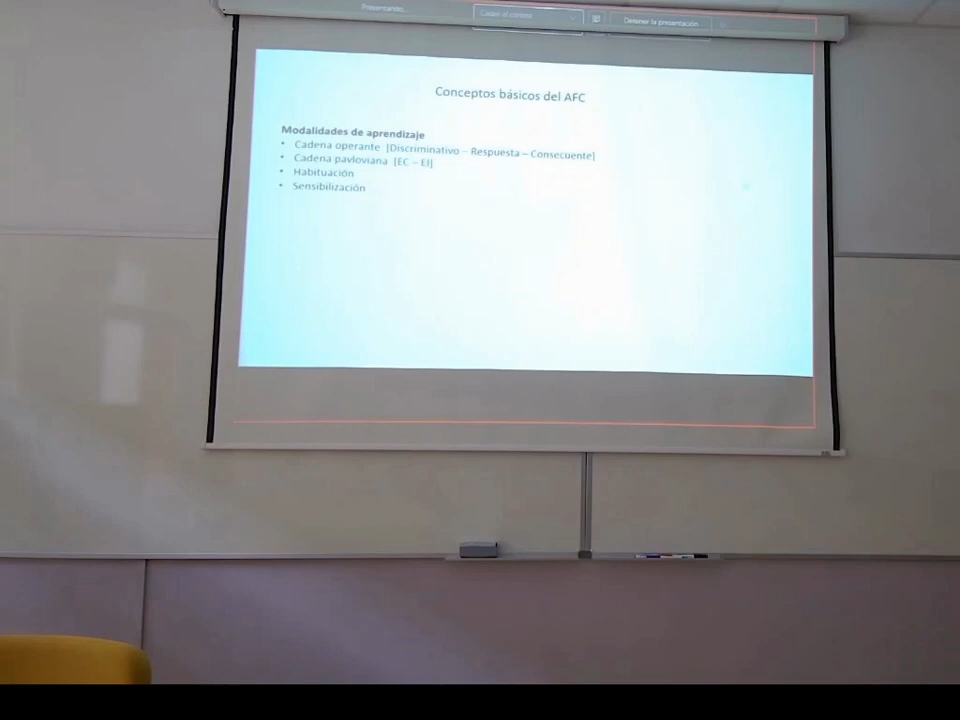 Presentando...
Detener la presentación
Conceptos básicos del AFC
Modalidades de aprendizaje
• Cadena operante [Discriminativo – Respuesta – Consecuente]
• Cadena pavloviana [EC – EI]
• Habituación
• Sensibilización